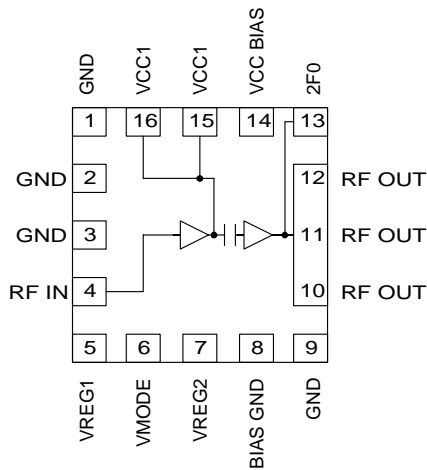 GND
VCC1
VCC1
VCC BIAS
2F0
1
16
15
14
13
GND
2
12
RF OUT
GND
3
11
RF OUT
RF IN
4
10
RF OUT
5
6
7
8
9
VREG1
VMODE
VREG2
BIAS GND
GND